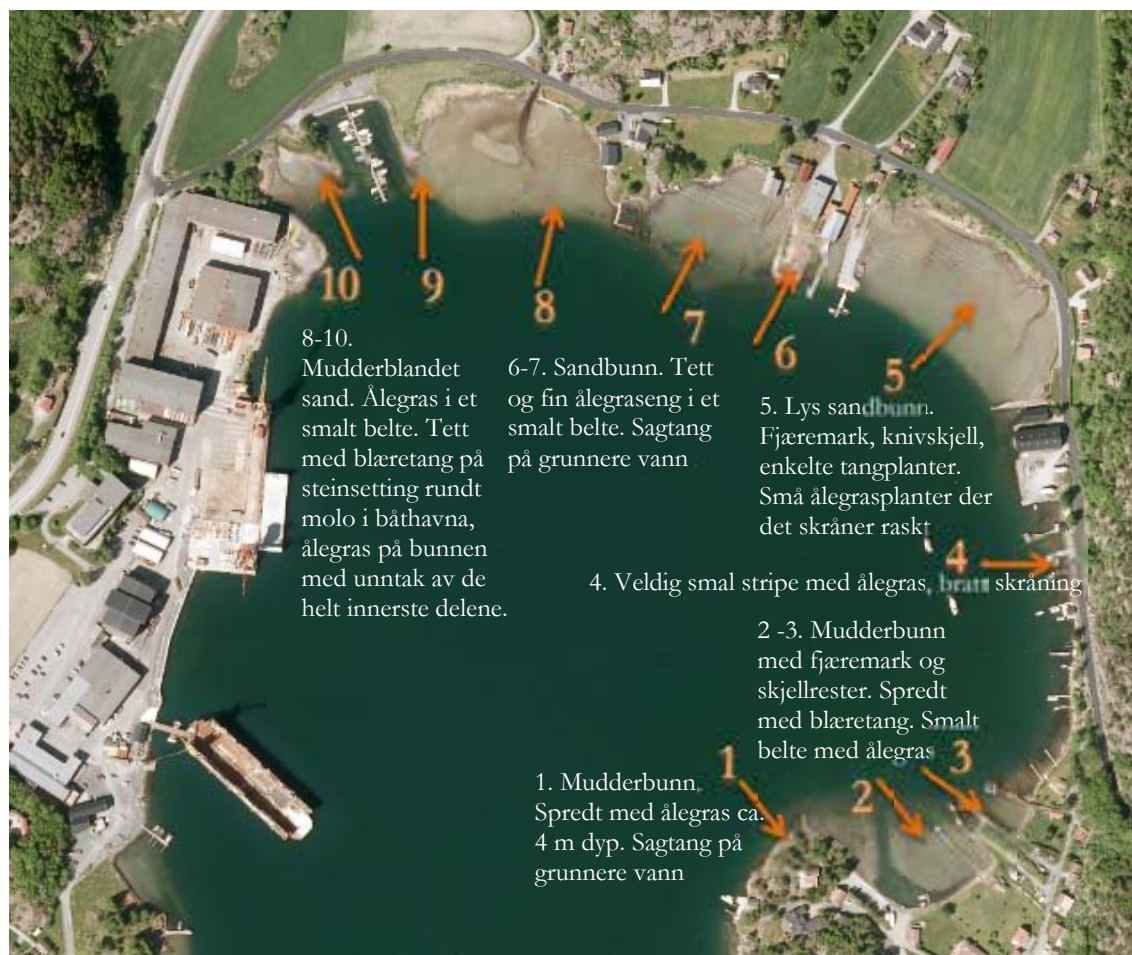 10
9
8
7
6
5
8-10.
Mudderblandet
sand. Ålegras i et
smalt belte. Tett
med blæretang på
steinsetting rundt
molo i båthavna,
ålegras på bunnen
med unntak av de
helt innerste delene.
6-7. Sandbunn. Tett
og fin ålegraseng i et
smalt belte. Sagtang
på grunnere vann
5. Lys sandbunn.
Fjæremark, knivskjell,
enkelte tangplanter.
Små ålegrasplanter der
det skråner raskt
4
4. Veldig smal stripe med ålegras, bratt skråning
2 -3. Mudderbunn
med fjæremark og
skjellrester. Spredt
med blæretang. Smalt
belte med ålegras
1
2
3
1. Mudderbunn.
Spredt med ålegras ca.
4 m dyp. Sagtang på
grunnere vann